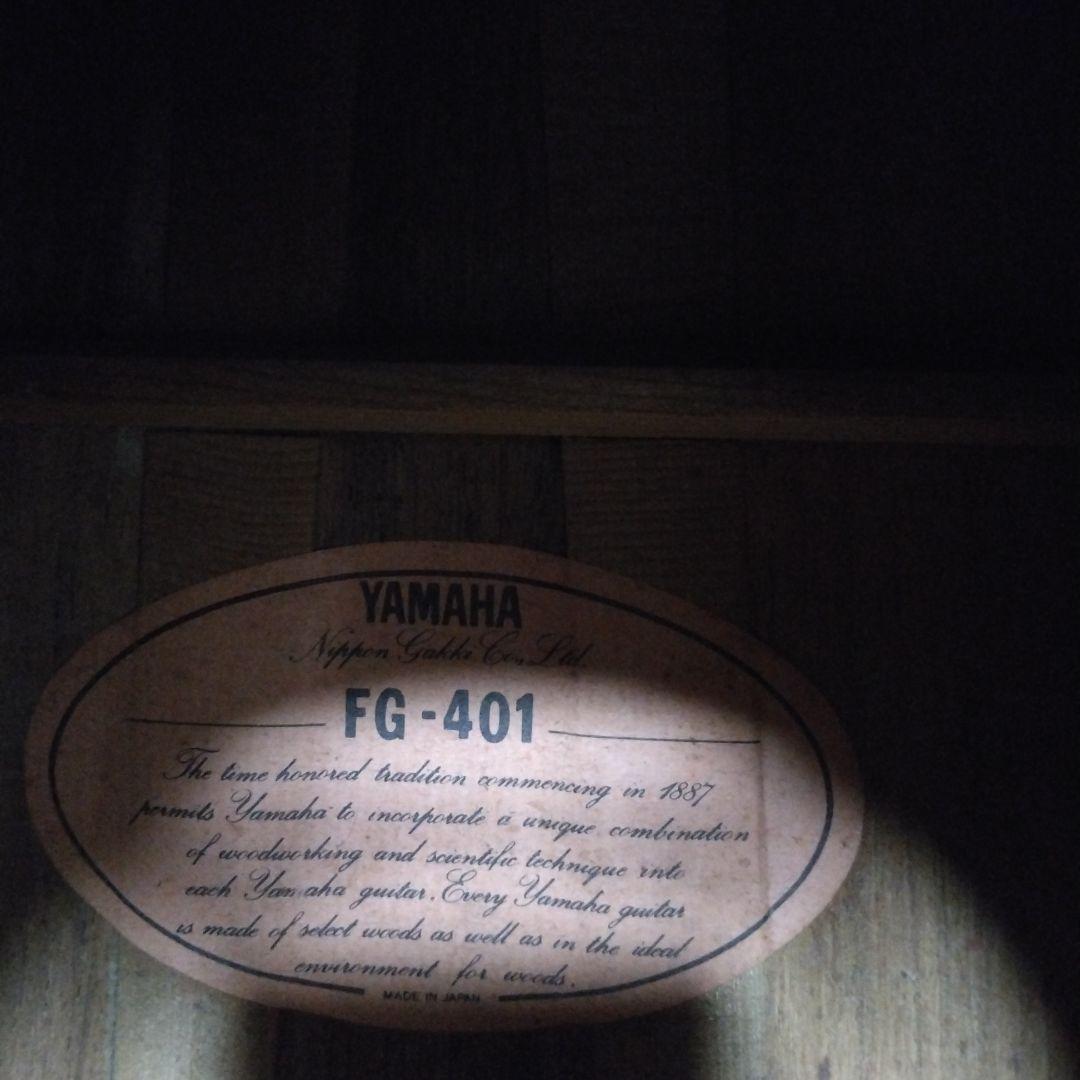 YAMAHA
Nippon Gakki Co., Ltd.
FG-401
The time honored tradition commencing in 1887
permits Yamaha to incorporate a unique combination
of woodworking and scientific technique into
each Yamaha guitar. Every Yamaha guitar
is made of select woods as well as in the ideal
environment for woods.
MADE IN JAPAN